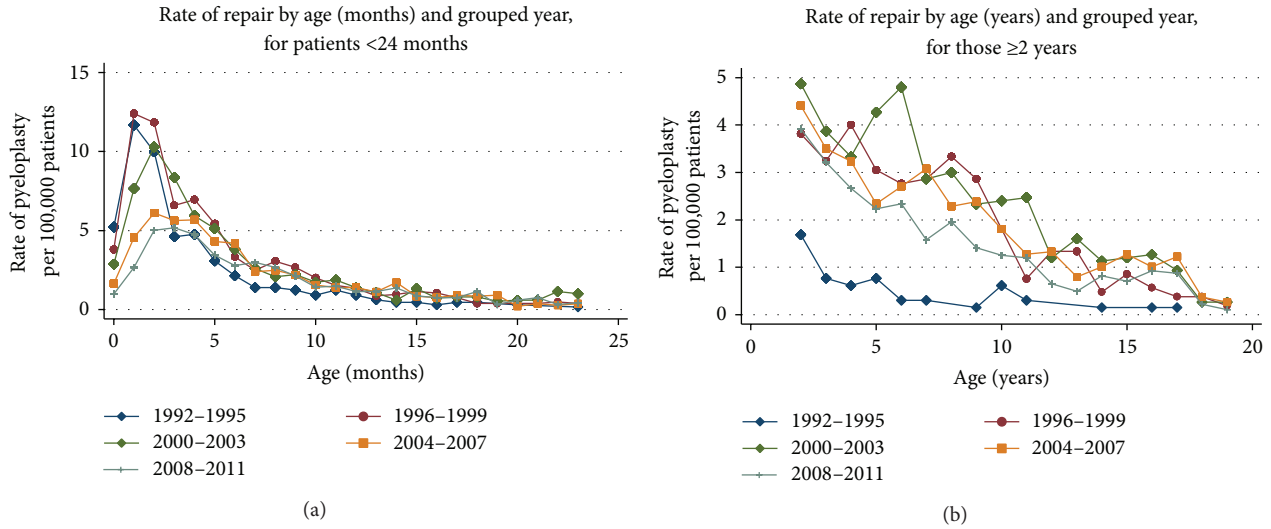 Rate of repair by age (months) and grouped year,
for patients <24 months
Rate of pyeloplasty
per 100,000 patients
15
10
5
0
0 5 10 15 20 25
Age (months)
1992–1995 1996–1999
2000–2003 2004–2007
2008–2011
(a)
Rate of repair by age (years) and grouped year,
for those ≥2 years
Rate of pyeloplasty
per 100,000 patients
5
4
3
2
1
0
0 5 10 15 20
Age (years)
1992–1995 1996–1999
2000–2003 2004–2007
2008–2011
(b)